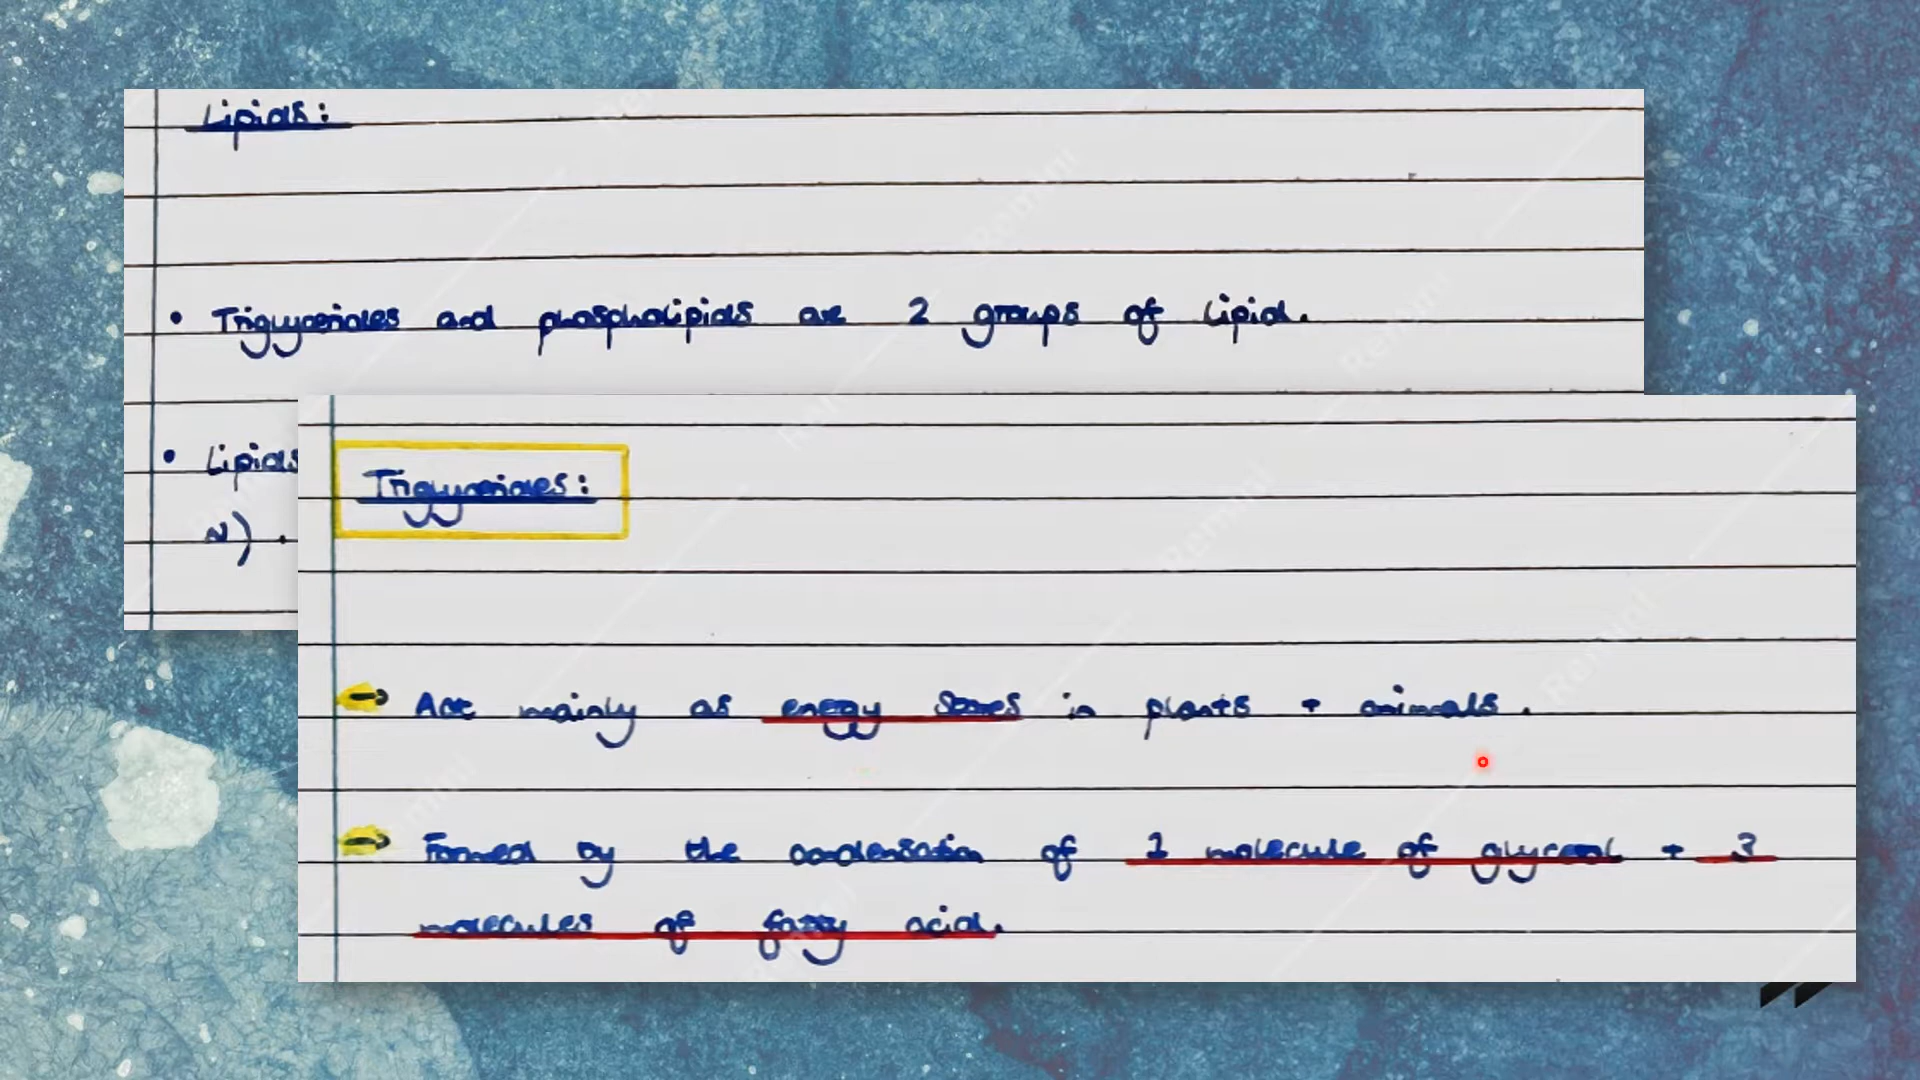 Lipids:
• Triglycerides and phospholipids are 2 groups of lipid.
• Lipids
N).
Triglycerides:
→ Act mainly as energy stores in plants + animals.
→ Formed by the condensation of 1 molecule of glycerol + 3
molecules of fatty acid.
Remini